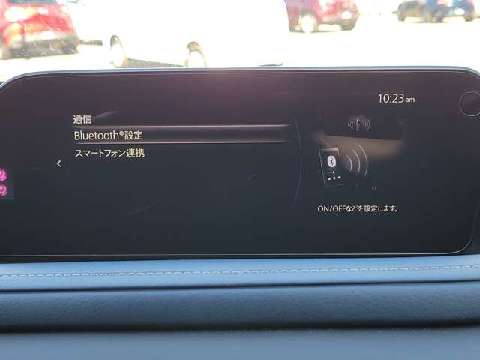 10:23 am
通信
Bluetooth®設定
スマートフォン連携
ON/OFFなどを設定します。